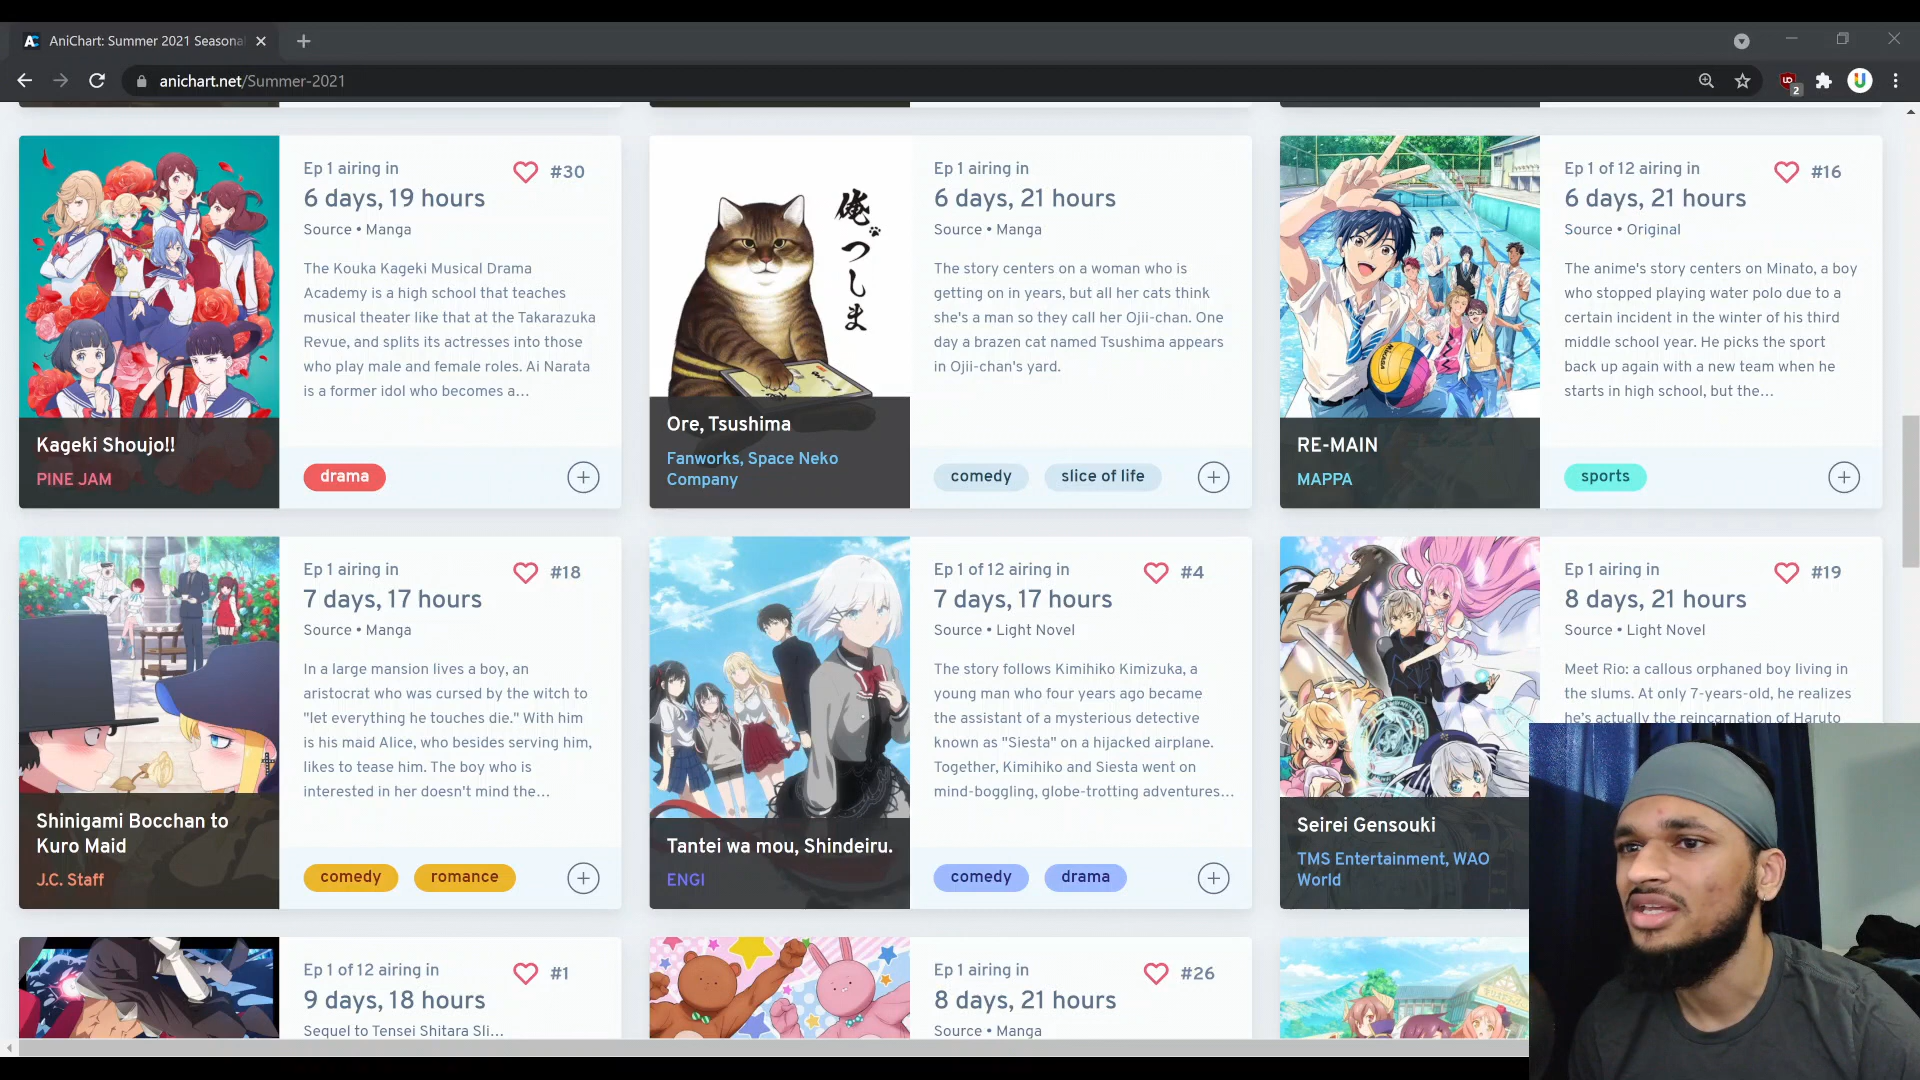 AniChart: Summer 2021 Seasona
anichart.net/Summer-2021
2
Ep 1 airing in
#30
6 days, 19 hours
Source • Manga
The Kouka Kageki Musical Drama
Academy is a high school that teaches
musical theater like that at the Takarazuka
Revue, and splits its actresses into those
who play male and female roles. Ai Narata
is a former idol who becomes a…
Kageki Shoujo!!
PINE JAM
drama
俺、つしま
Ep 1 airing in
6 days, 21 hours
Source • Manga
The story centers on a woman who is
getting on in years, but all her cats think
she's a man so they call her Ojii-chan. One
day a brazen cat named Tsushima appears
in Ojii-chan's yard.
Ore, Tsushima
Fanworks, Space Neko
Company
comedy
slice of life
Ep 1 of 12 airing in
#16
6 days, 21 hours
Source • Original
The anime's story centers on Minato, a boy
who stopped playing water polo due to a
certain incident in the winter of his third
middle school year. He picks the sport
back up again with a new team when he
starts in high school, but the…
RE-MAIN
MAPPA
sports
Ep 1 airing in
#18
7 days, 17 hours
Source • Manga
In a large mansion lives a boy, an
aristocrat who was cursed by the witch to
"let everything he touches die." With him
is his maid Alice, who besides serving him,
likes to tease him. The boy who is
interested in her doesn't mind the…
Shinigami Bocchan to
Kuro Maid
J.C. Staff
comedy
romance
Ep 1 of 12 airing in
#4
7 days, 17 hours
Source • Light Novel
The story follows Kimihiko Kimizuka, a
young man who four years ago became
the assistant of a mysterious detective
known as "Siesta" on a hijacked airplane.
Together, Kimihiko and Siesta went on
mind-boggling, globe-trotting adventures…
Tantei wa mou, Shindeiru.
ENGI
comedy
drama
Ep 1 airing in
#19
8 days, 21 hours
Source • Light Novel
Meet Rio: a callous orphaned boy living in
the slums. At only 7-years-old, he realizes
he's actually the reincarnation of Haruto
Seirei Gensouki
TMS Entertainment, WAO
World
Ep 1 of 12 airing in
#1
9 days, 18 hours
Sequel to Tensei Shitara Sli…
Ep 1 airing in
#26
8 days, 21 hours
Source • Manga